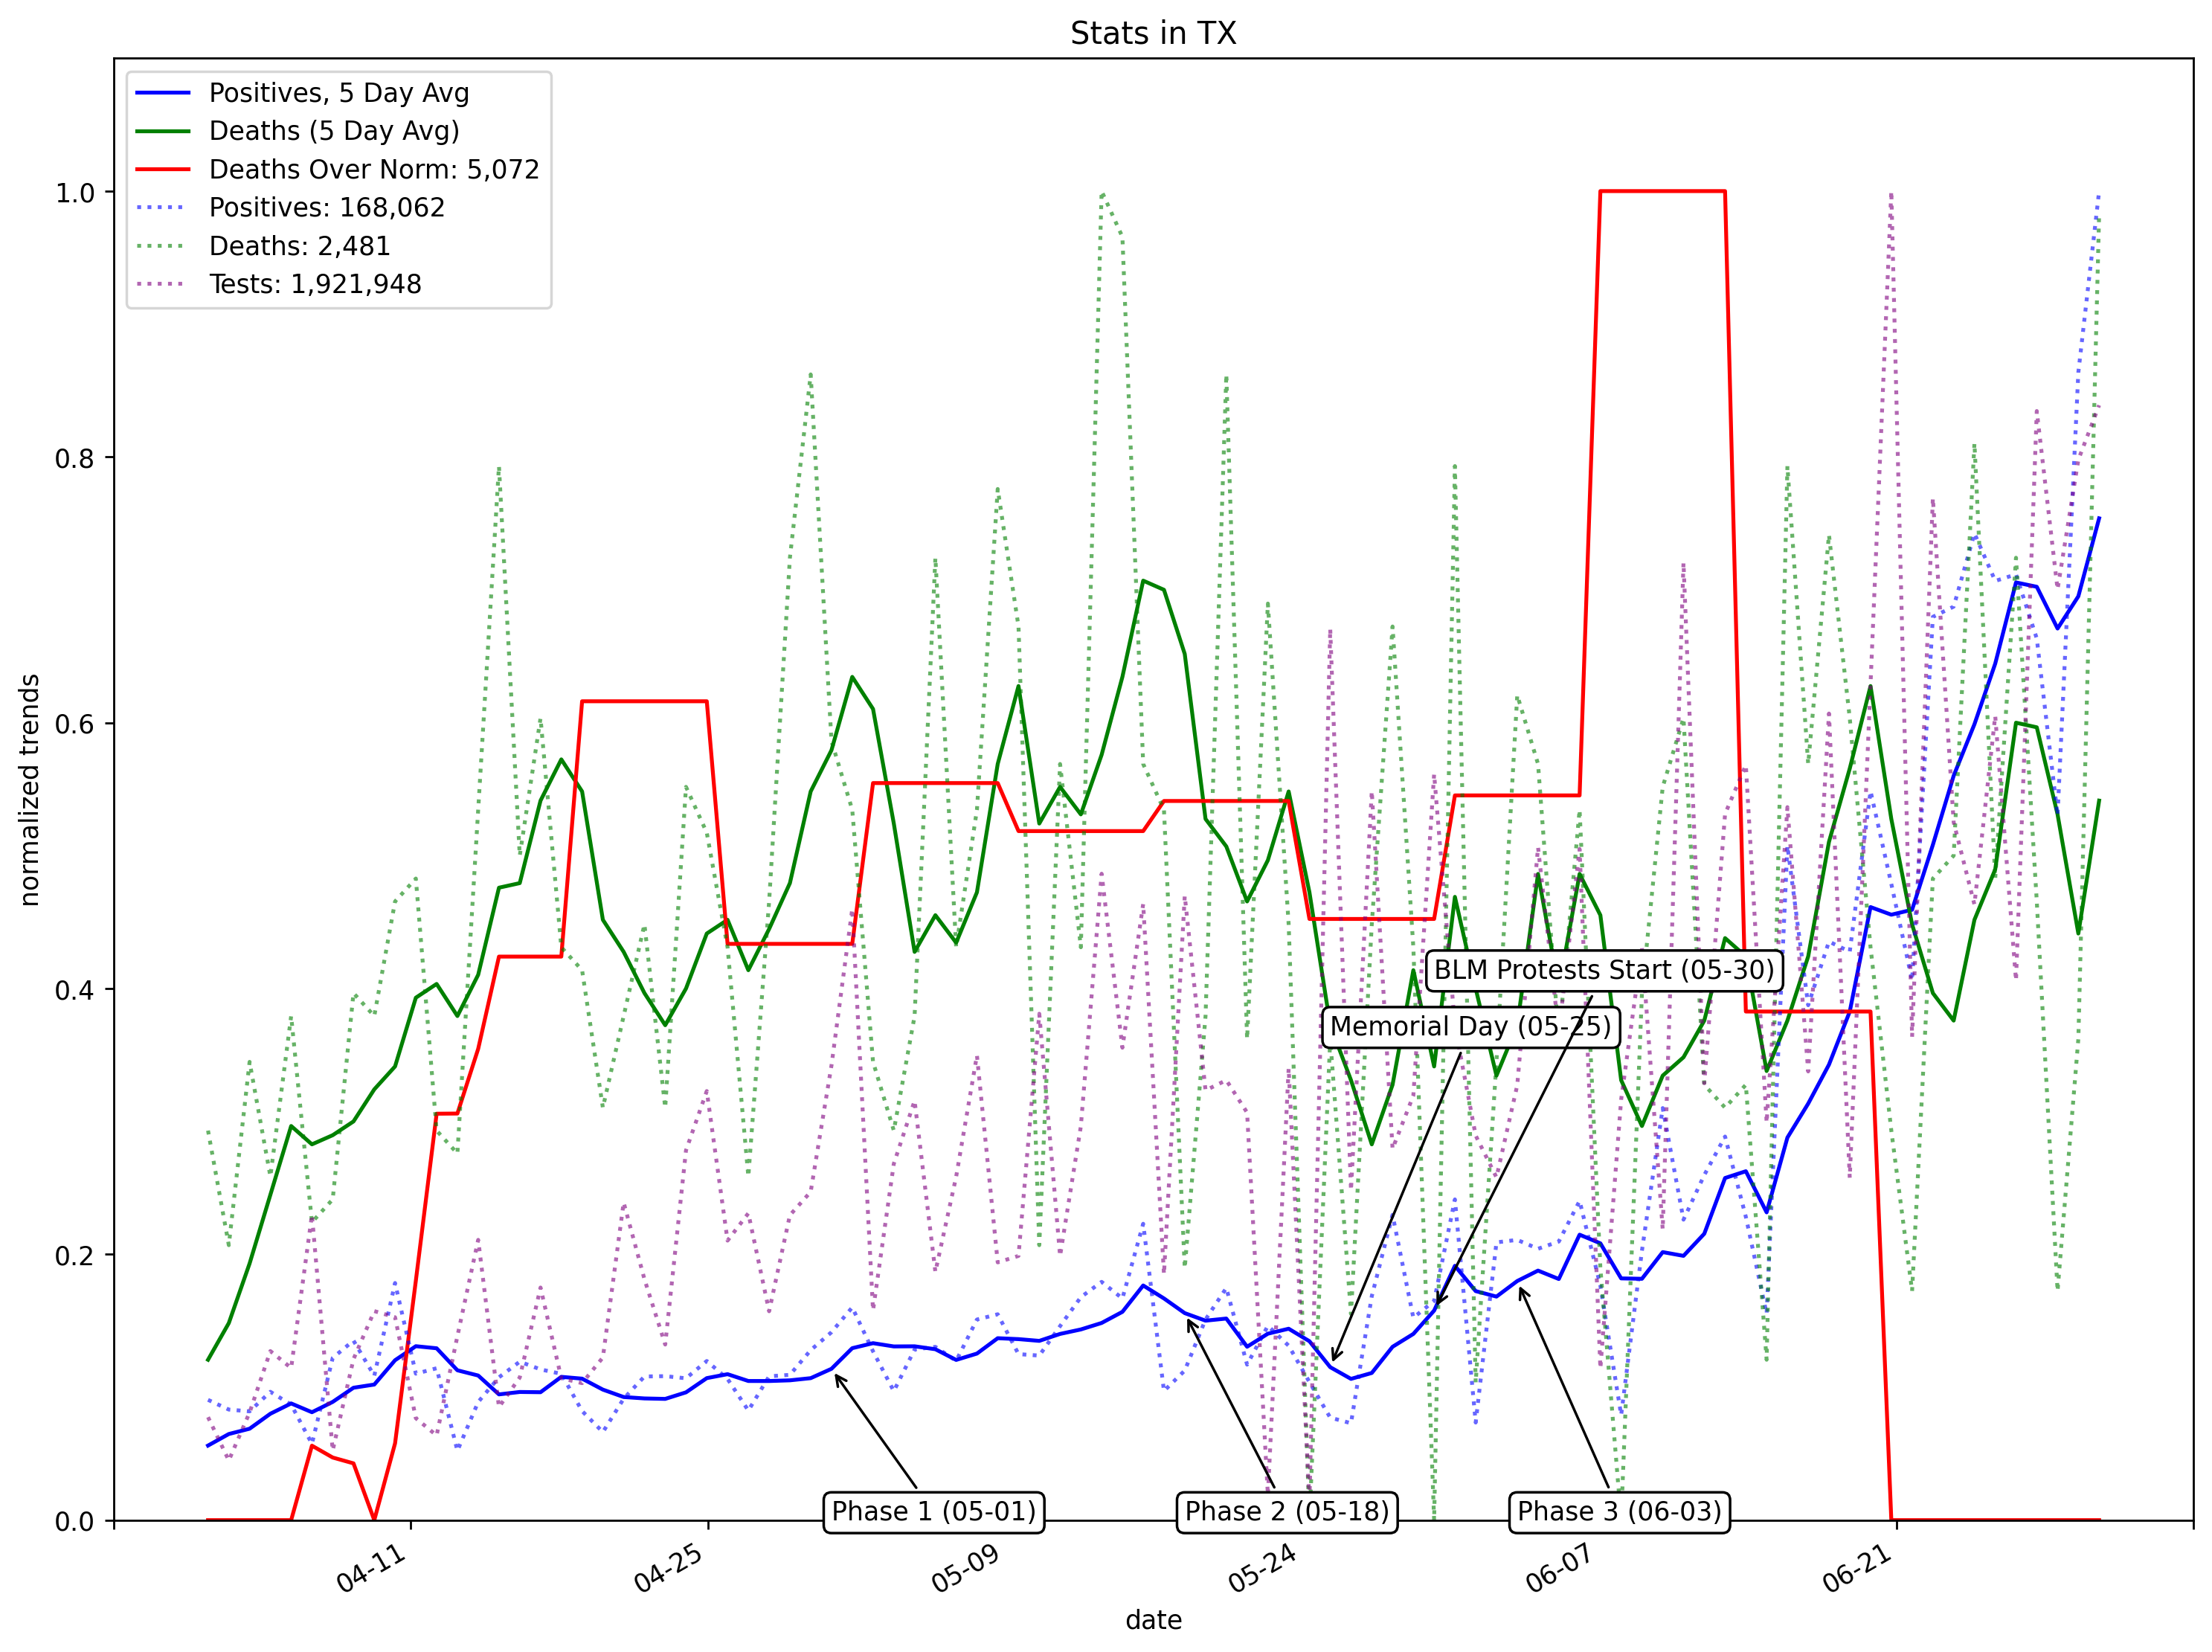 Stats in TX
Positives, 5 Day Avg
Deaths (5 Day Avg)
Deaths Over Norm: 5,072
Positives: 168,062
Deaths: 2,481
Tests: 1,921,948
1.0
0.8
0.6
0.4
0.2
0.0
normalized trends
BLM Protests Start (05-30)
Memorial Day (05-25)
Phase 1 (05-01)
Phase 2 (05-18)
Phase 3 (06-03)
04-11
04-25
05-09
05-24
06-07
06-21
date